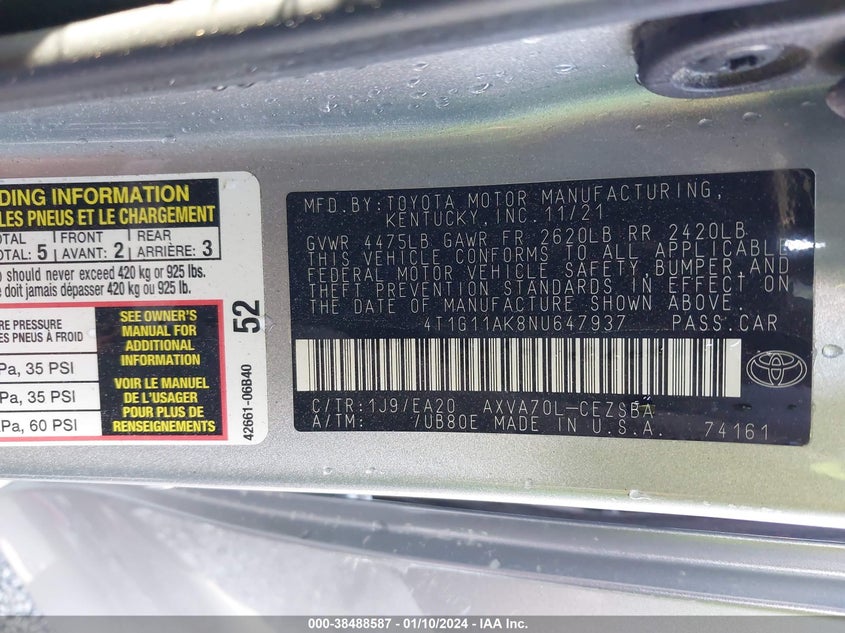 DING INFORMATION
LES PNEUS ET LE CHARGEMENT
OTAL FRONT REAR
OTAL: 5 AVANT: 2 ARRIÈRE: 3
o should never exceed 420 kg or 925 lbs.
e doit jamais dépasser 420 kg ou 925 lb.
RE PRESSURE
ES PNEUS À FROID
Pa, 35 PSI
Pa, 35 PSI
Pa, 60 PSI
SEE OWNER'S
MANUAL FOR
ADDITIONAL
INFORMATION
VOIR LE MANUEL
DE L'USAGER
POUR PLUS DE
RENSEIGNEMENTS
52
42661-06B40
MFD.BY:TOYOTA MOTOR MANUFACTURING,
KENTUCKY,INC.11/21
GVWR 4475LB GAWR FR 2620LB RR 2420LB
THIS VEHICLE CONFORMS TO ALL APPLICABLE
FEDERAL MOTOR VEHICLE SAFETY,BUMPER,AND
THEFT PREVENTION STANDARDS IN EFFECT ON
THE DATE OF MANUFACTURE SHOWN ABOVE.
4T1G11AK8NU647937 PASS.CAR
C/TR:1J9/EA20 AXVA70L-CEZSBA
A/TM: /UB80E MADE IN U.S.A. 74161
000-38488587 - 01/10/2024 - IAA Inc.